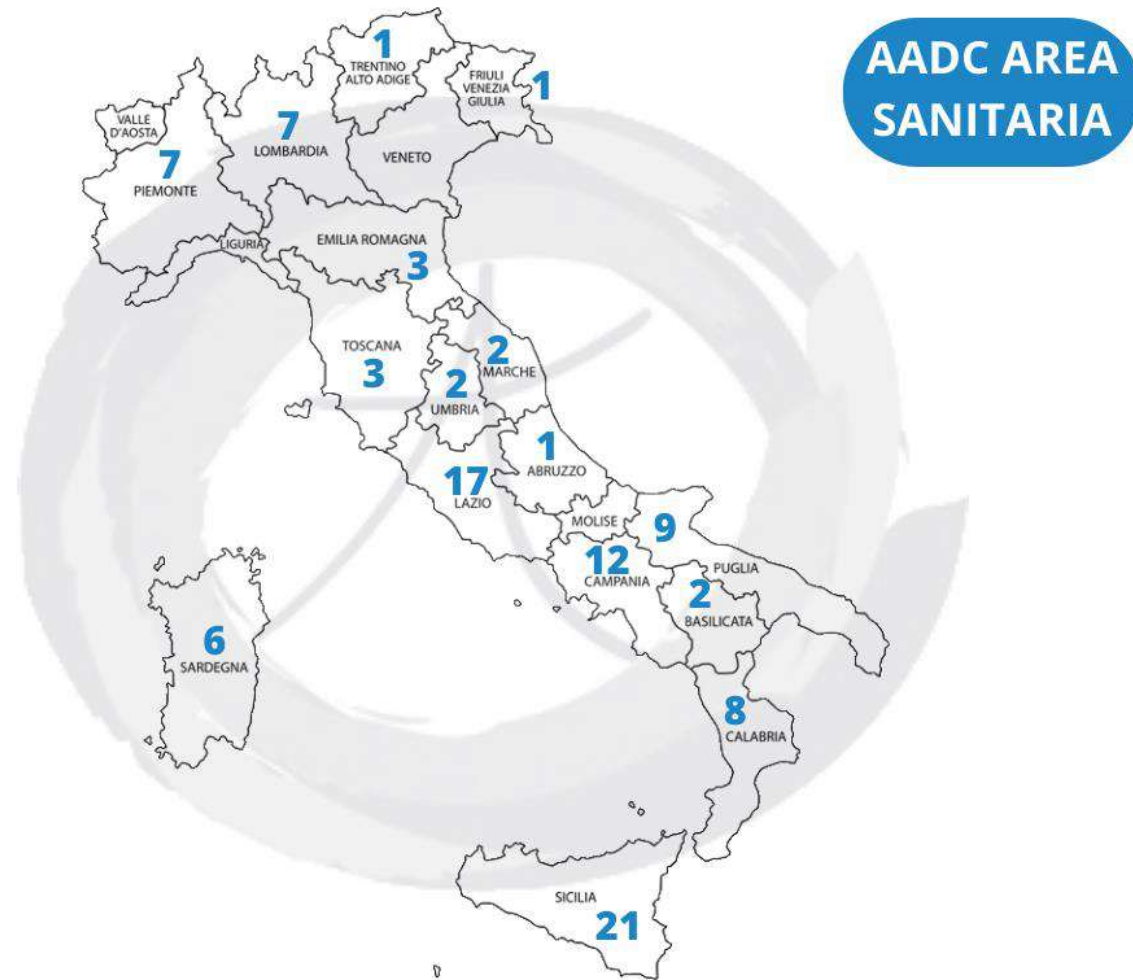 AADC AREA
SANITARIA
1
TRENTINO
ALTO ADIGE
FRIULI
VENEZIA
GIULIA
1
VALLE
D'AOSTA
7
LOMBARDIA
VENETO
7
PIEMONTE
LIGURIA
EMILIA ROMAGNA
3
TOSCANA
3
2
MARCHE
2
UMBRIA
1
ABRUZZO
17
LAZIO
MOLISE
9
PUGLIA
12
CAMPANIA
2
BASILICATA
6
SARDEGNA
8
CALABRIA
SICILIA
21